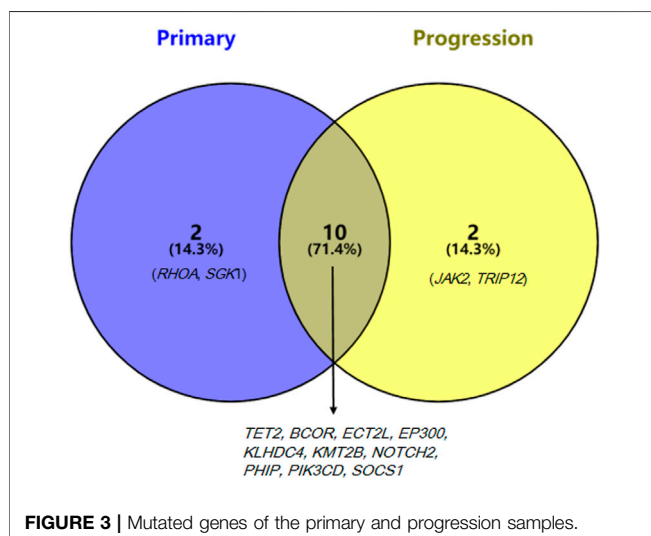 Primary
Progression
2
(14.3%)
(RHOA, SGK1)
10
(71.4%)
2
(14.3%)
(JAK2, TRIP12)
TET2, BCOR, ECT2L, EP300,
KLHDC4, KMT2B, NOTCH2,
PHIP, PIK3CD, SOCS1
FIGURE 3 | Mutated genes of the primary and progression samples.